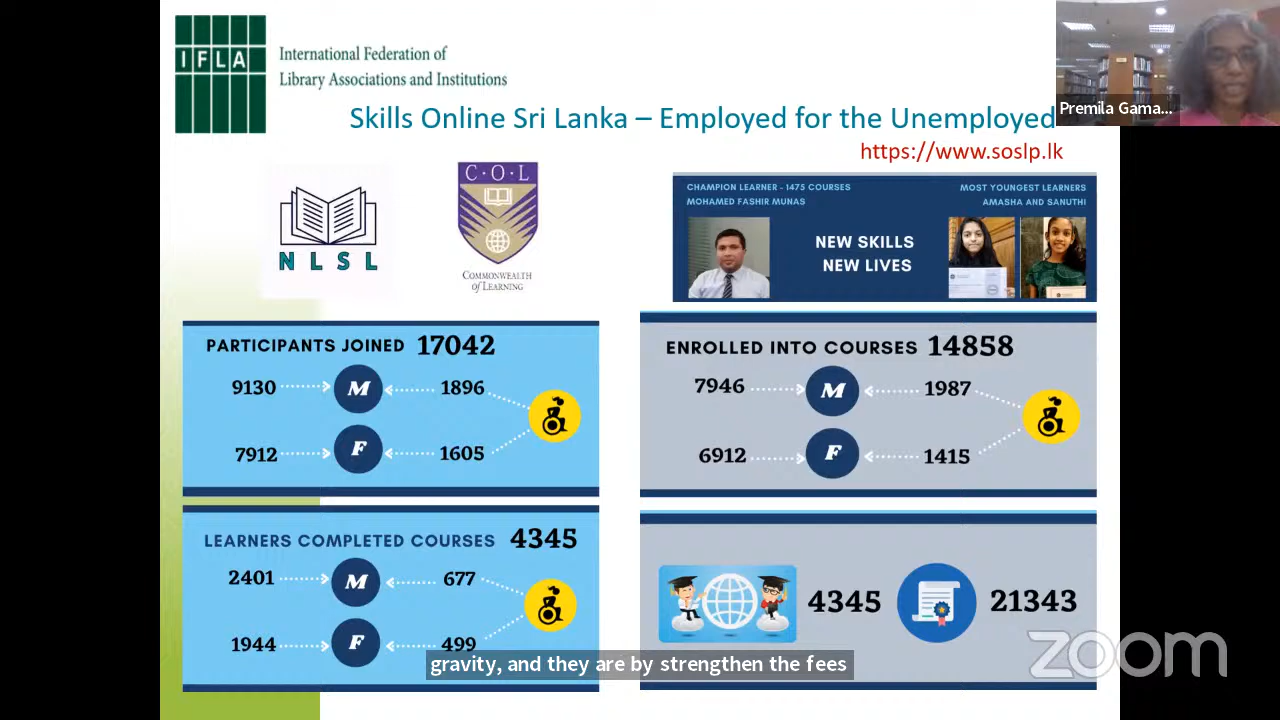 IFLA
International Federation of
Library Associations and Institutions
Premila Gama...
Skills Online Sri Lanka – Employed for the Unemployed
https://www.soslp.lk
NLSL
C·O·L
COMMONWEALTH
of LEARNING
CHAMPION LEARNER - 1475 COURSES
MOHAMED FASHIR MUNAS
MOST YOUNGEST LEARNERS
AMASHA AND SANUTHI
NEW SKILLS
NEW LIVES
PARTICIPANTS JOINED 17042
9130 M 1896
7912 F 1605
ENROLLED INTO COURSES 14858
7946 M 1987
6912 F 1415
LEARNERS COMPLETED COURSES 4345
2401 M 677
1944 F 499
4345 21343
gravity, and they are by strengthen the fees
zoom